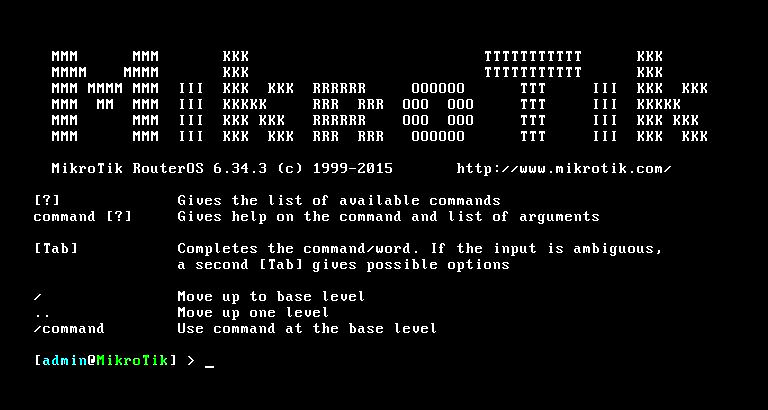 MMM      MMM       KKK                          TTTTTTTTTTT      KKK
MMMM    MMMM       KKK                          TTTTTTTTTTT      KKK
MMM MMMM MMM  III  KKK  KKK  RRRRRR     OOOOOO      TTT     III  KKK  KKK
MMM  MM  MMM  III  KKKKK     RRR  RRR  OOO  OOO     TTT     III  KKKKK
MMM      MMM  III  KKK KKK   RRRRRR    OOO  OOO     TTT     III  KKK KKK
MMM      MMM  III  KKK  KKK  RRR  RRR   OOOOOO      TTT     III  KKK  KKK
MikroTik RouterOS 6.34.3 (c) 1999-2015       http://www.mikrotik.com/
[?]             Gives the list of available commands
command [?]     Gives help on the command and list of arguments
[Tab]           Completes the command/word. If the input is ambiguous,
                a second [Tab] gives possible options
/               Move up to base level
..              Move up one level
/command        Use command at the base level
[admin@MikroTik] > _